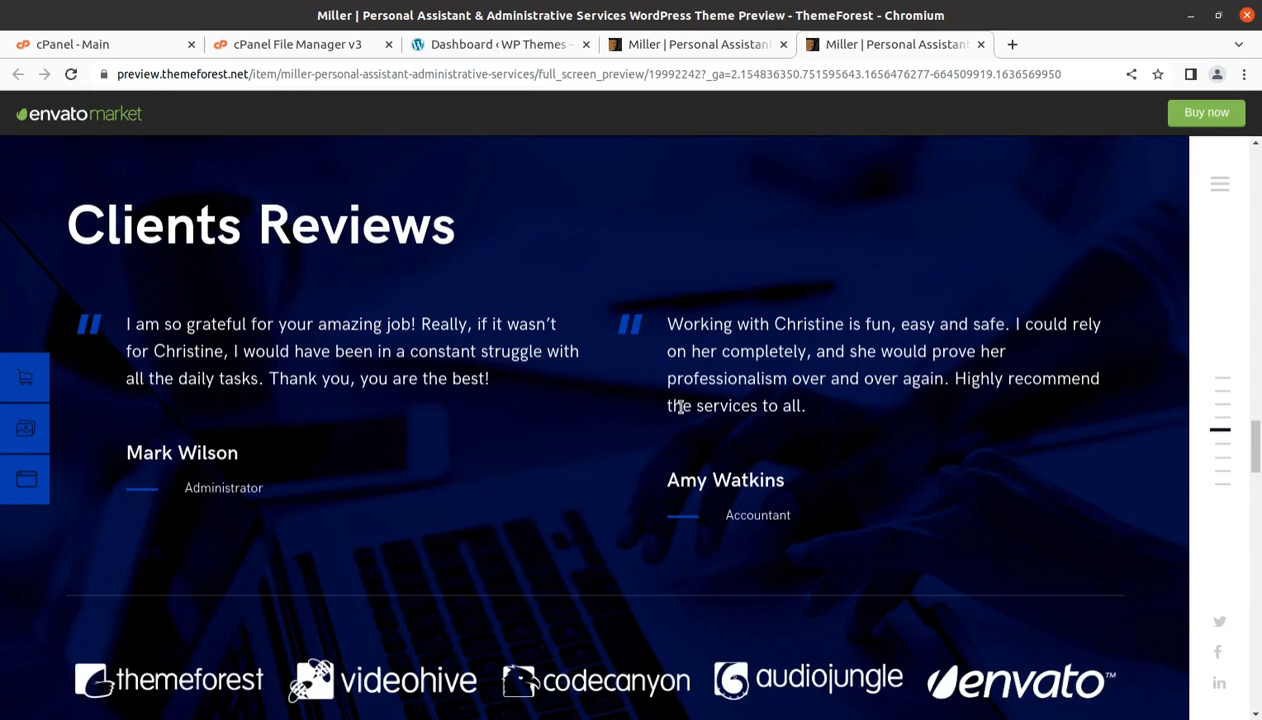 Miller | Personal Assistant & Administrative Services WordPress Theme Preview - ThemeForest - Chromium
cPanel - Main
cPanel File Manager v3
Dashboard ‹ WP Themes –
Miller | Personal Assistan
Miller | Personal Assistan
preview.themeforest.net/item/miller-personal-assistant-administrative-services/full_screen_preview/19992242?_ga=2.154836350.751595643.1656476277-664509919.1636569950
envatomarket
Buy now
Clients Reviews
I am so grateful for your amazing job! Really, if it wasn't
for Christine, I would have been in a constant struggle with
all the daily tasks. Thank you, you are the best!
Mark Wilson
Administrator
Working with Christine is fun, easy and safe. I could rely
on her completely, and she would prove her
professionalism over and over again. Highly recommend
the services to all.
Amy Watkins
Accountant
themeforest
videohive
codecanyon
audiojungle
envato™